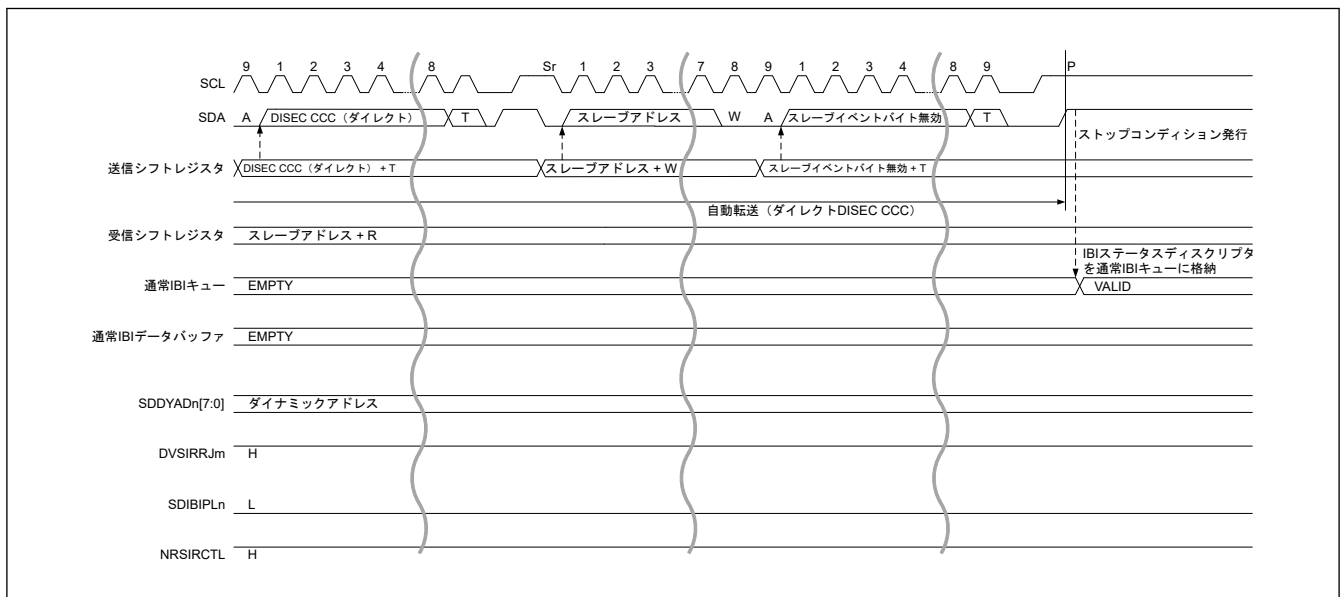 9 1 2 3 4 8 Sr 1 2 3 7 8 9 1 2 3 4 8 9 P
SCL
SDA A DISEC CCC（ダイレクト） T スレーブアドレス W A スレーブイベントバイト無効 T
ストップコンディション発行
送信シフトレジスタ DISEC CCC（ダイレクト）+ T スレーブアドレス + W スレーブイベントバイト無効 + T
自動転送（ダイレクトDISEC CCC）
受信シフトレジスタ スレーブアドレス + R
IBIステータスディスクリプタ
を通常IBIキューに格納
通常IBIキュー EMPTY VALID
通常IBIデータバッファ EMPTY
SDDYADn[7:0] ダイナミックアドレス
DVSIRRJm H
SDIBIPLn L
NRSIRCTL H